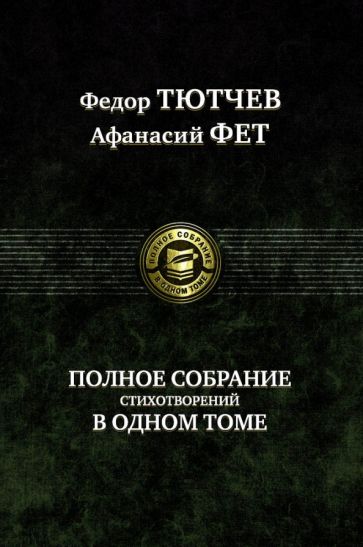 Федор ТЮТЧЕВ
Афанасий ФЕТ
ПОЛНОЕ СОБРАНИЕ
В ОДНОМ ТОМЕ
ПОЛНОЕ СОБРАНИЕ
СТИХОТВОРЕНИЙ
В ОДНОМ ТОМЕ